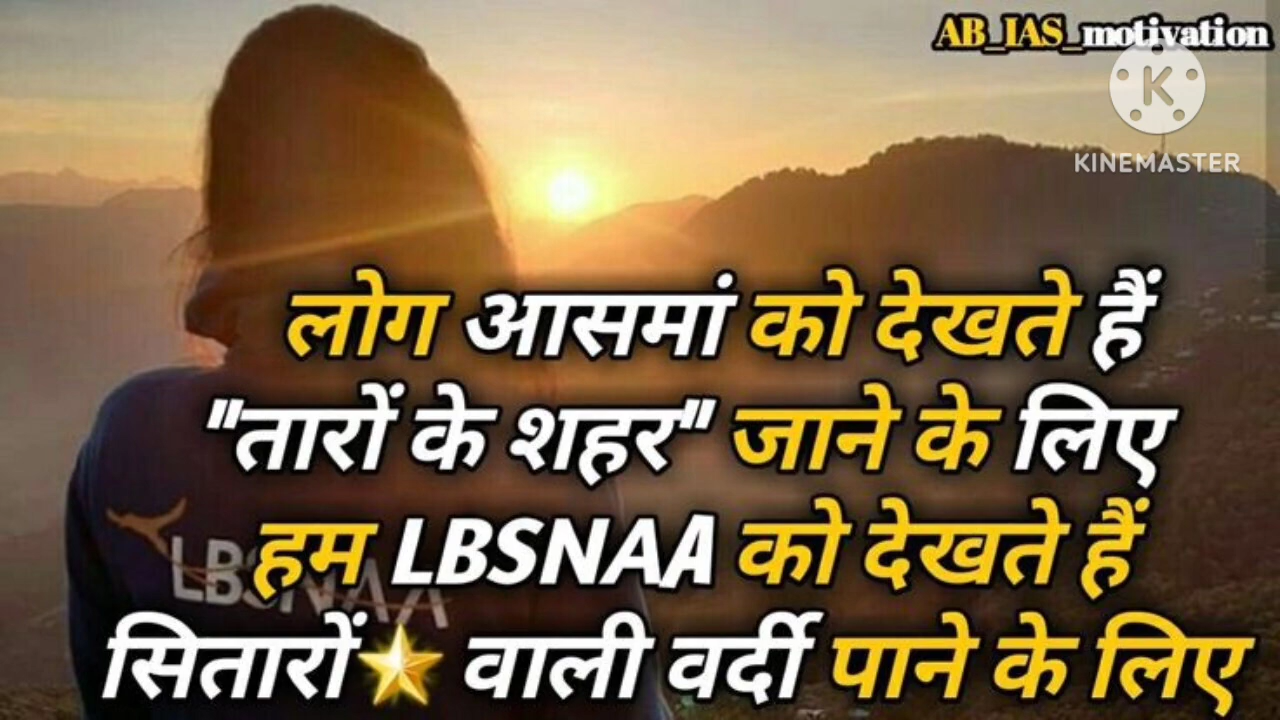 AB_IAS_motivation
K
KINEMASTER
लोग आसमां को देखते हैं
"तारों के शहर" जाने के लिए
हम LBSNAA को देखते हैं
LBSNAA
सितारों⭐ वाली वर्दी पाने के लिए